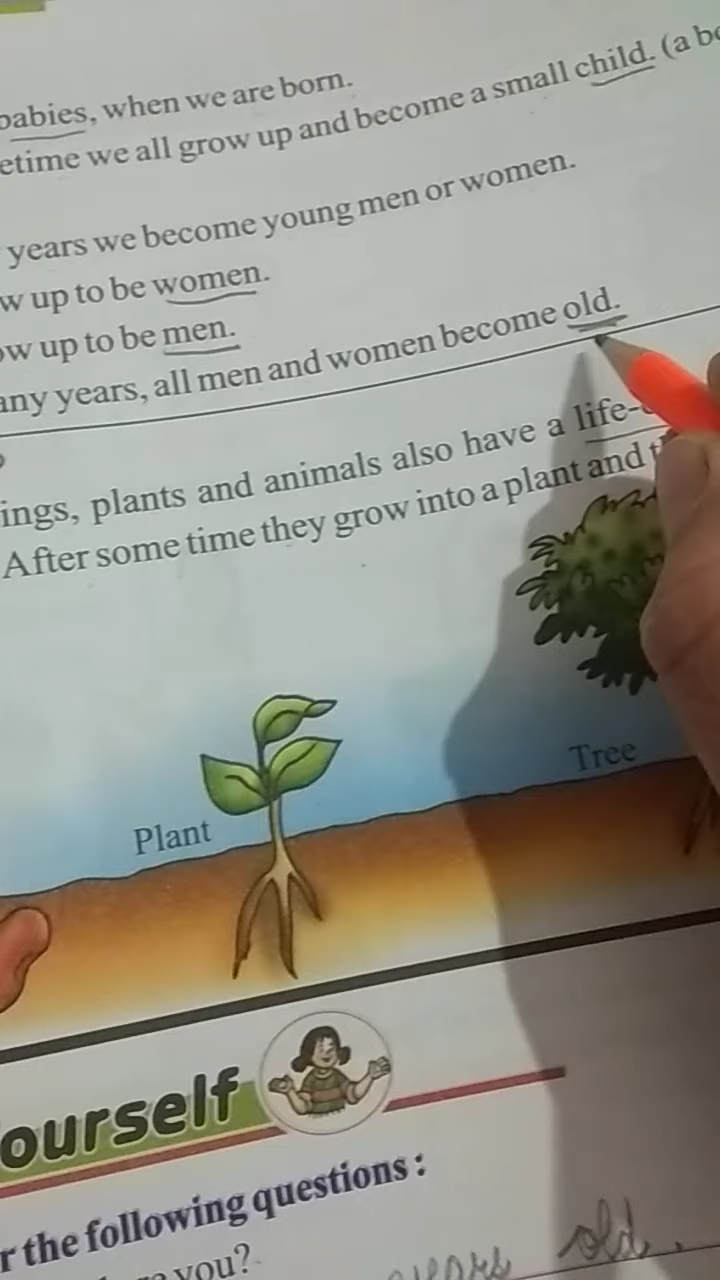 babies, when we are born.
etime we all grow up and become a small child. (a bo
years we become young men or women.
w up to be women.
ow up to be men.
any years, all men and women become old.
ings, plants and animals also have a life-
After some time they grow into a plant and
Tree
Plant
ourself
r the following questions :
you?
years old.